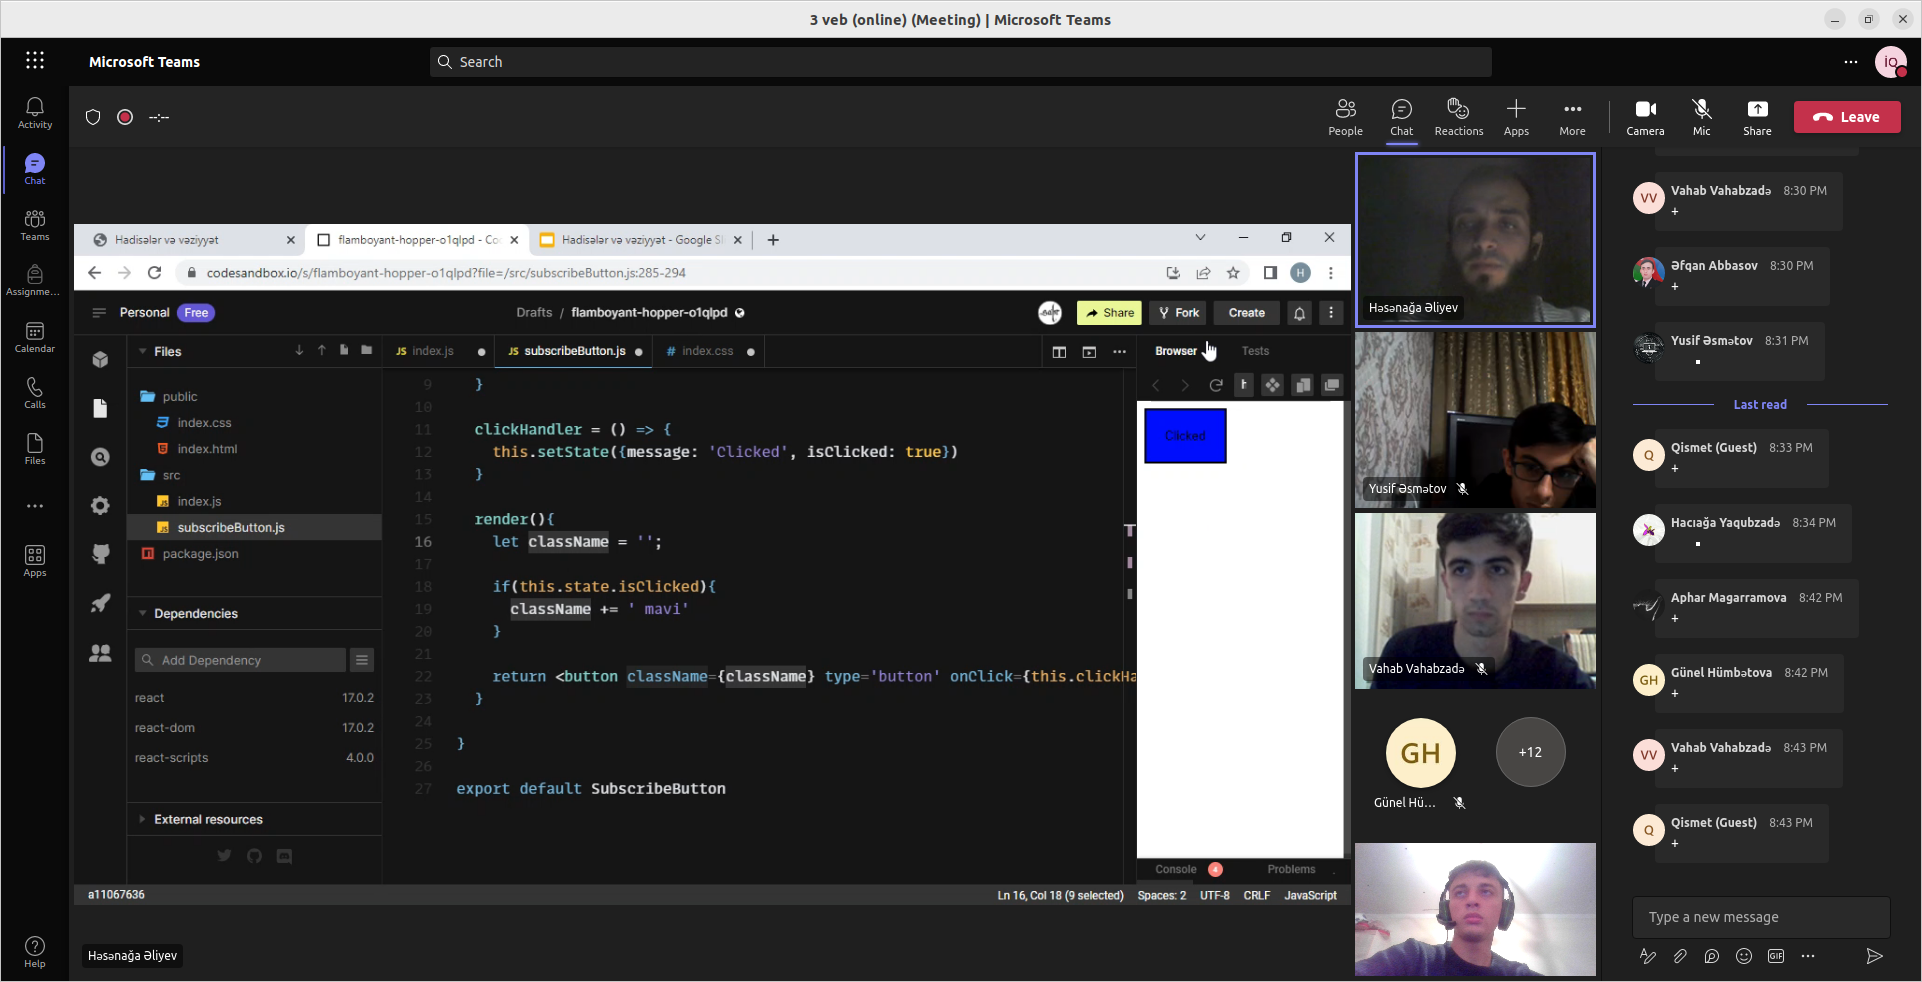 3 veb (online) (Meeting) | Microsoft Teams
Microsoft Teams
Search
iQ
Activity
Chat
Teams
Assignme...
Calendar
Calls
Files
Apps
Help
--:--
People
Chat
Reactions
Apps
More
Camera
Mic
Share
Leave
Hadisələr və vəziyyət
flamboyant-hopper-o1qlpd - Co
Hadisələr və vəziyyət - Google Sl
codesandbox.io/s/flamboyant-hopper-o1qlpd?file=/src/subscribeButton.js:285-294
H
Personal
Free
Drafts / flamboyant-hopper-o1qlpd
Share
Fork
Create
Files
public
index.css
index.html
src
index.js
subscribeButton.js
package.json
Dependencies
Add Dependency
react 17.0.2
react-dom 17.0.2
react-scripts 4.0.0
External resources
JS index.js
JS subscribeButton.js
# index.css
9 }
10
11 clickHandler = () => {
12 this.setState({message: 'Clicked', isClicked: true})
13 }
14
15 render(){
16 let className = '';
17
18 if(this.state.isClicked){
19 className += ' mavi'
20 }
21
22 return <button className={className} type='button' onClick={this.clickHa
23 }
24
25 }
26
27 export default SubscribeButton
Browser
Tests
Clicked
Console 4
Problems
a11067636
Ln 16, Col 18 (9 selected) Spaces: 2 UTF-8 CRLF JavaScript
Həsənağa Əliyev
Həsənağa Əliyev
Yusif Əsmətov
Vahab Vahabzadə
GH
Günel Hü...
+12
VV
Vahab Vahabzadə 8:30 PM
+
Əfqan Abbasov 8:30 PM
+
Yusif Əsmətov 8:31 PM
Last read
Q
Qismet (Guest) 8:33 PM
+
Hacıağa Yaqubzadə 8:34 PM
Aphar Magarramova 8:42 PM
+
GH
Günel Hümbətova 8:42 PM
+
VV
Vahab Vahabzadə 8:43 PM
+
Q
Qismet (Guest) 8:43 PM
+
Type a new message
GIF